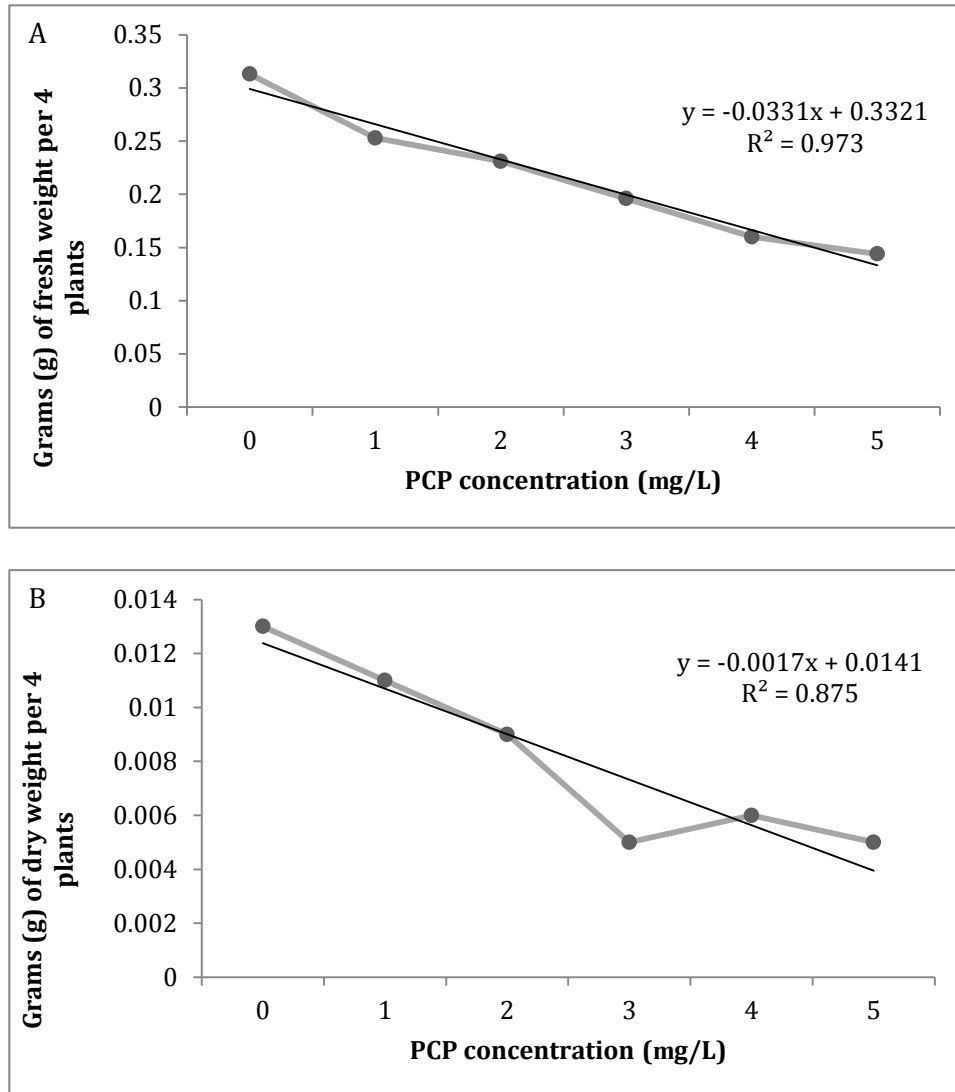 A
0.35
0.3
0.25
0.2
0.15
0.1
0.05
0
Grams (g) of fresh weight per 4
plants
y = -0.0331x + 0.3321
R² = 0.973
0 1 2 3 4 5
PCP concentration (mg/L)
B
0.014
0.012
0.01
0.008
0.006
0.004
0.002
0
Grams (g) of dry weight per 4
plants
y = -0.0017x + 0.0141
R² = 0.875
0 1 2 3 4 5
PCP concentration (mg/L)